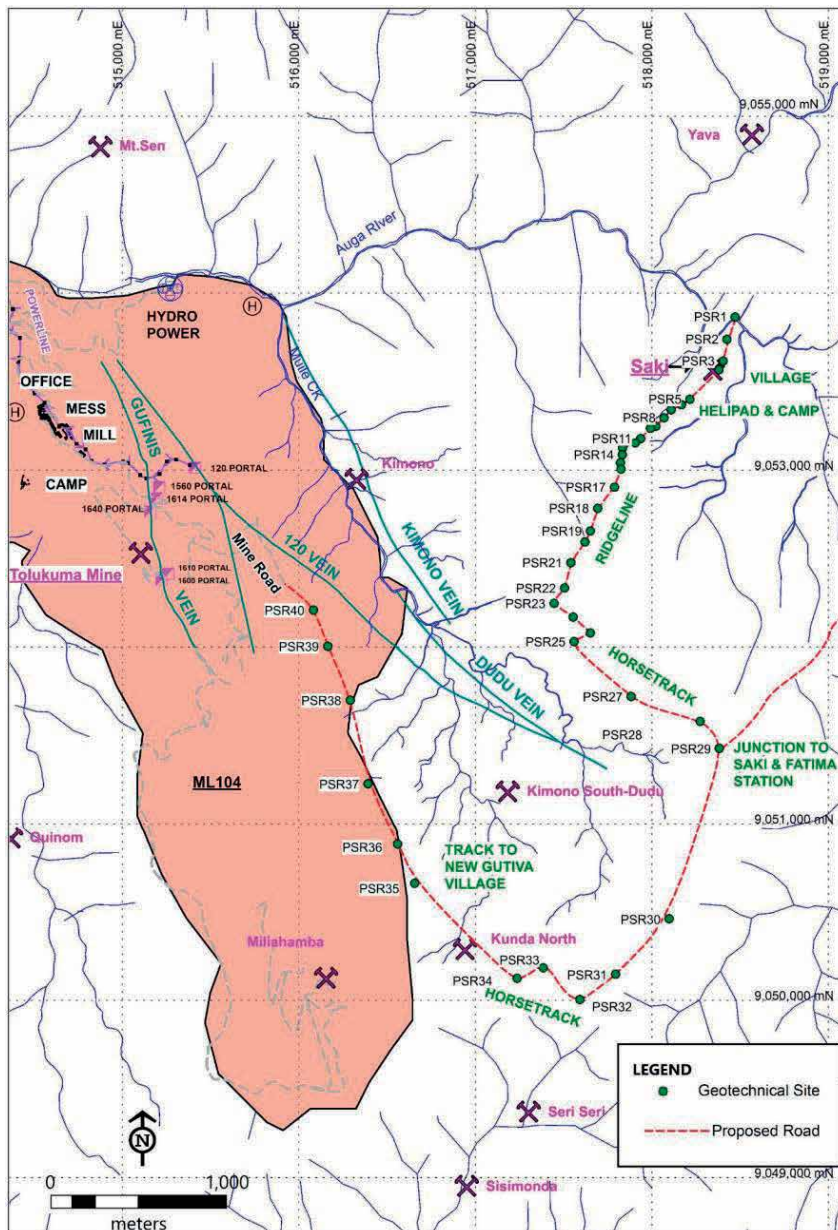 515,000 mE
516,000 mE
517,000 mE
518,000 mE
519,000 mE
9,055,000 mN
Mt.Sen
Yava
Auga River
HYDRO
POWER
H
POWERLINE
OFFICE
MESS
MILL
H
CAMP
GUFINIS
VEIN
Mulle CK
120 PORTAL
1560 PORTAL
1614 PORTAL
1640 PORTAL
1610 PORTAL
1600 PORTAL
Tolukuma Mine
Mine Road
120 VEIN
Kimono
KIMONO VEIN
DUDU VEIN
PSR1
PSR2
PSR3
Saki
VILLAGE
PSR5
HELIPAD & CAMP
PSR8
PSR11
PSR14
9,053,000 mN
PSR17
PSR18
PSR19
RIDGELINE
PSR21
PSR22
PSR23
PSR25
HORSETRACK
PSR27
PSR28
PSR29
JUNCTION TO
SAKI & FATIMA
STATION
PSR40
PSR39
PSR38
PSR37
ML104
Kimono South-Dudu
9,051,000 mN
Quinom
PSR36
TRACK TO
NEW GUTIVA
VILLAGE
PSR35
PSR30
Miliahamba
Kunda North
PSR33
PSR34
PSR31
PSR32
HORSETRACK
9,050,000 mN
Seri Seri
Sisimonda
9,049,000 mN
LEGEND
Geotechnical Site
Proposed Road
N
0 1,000
meters